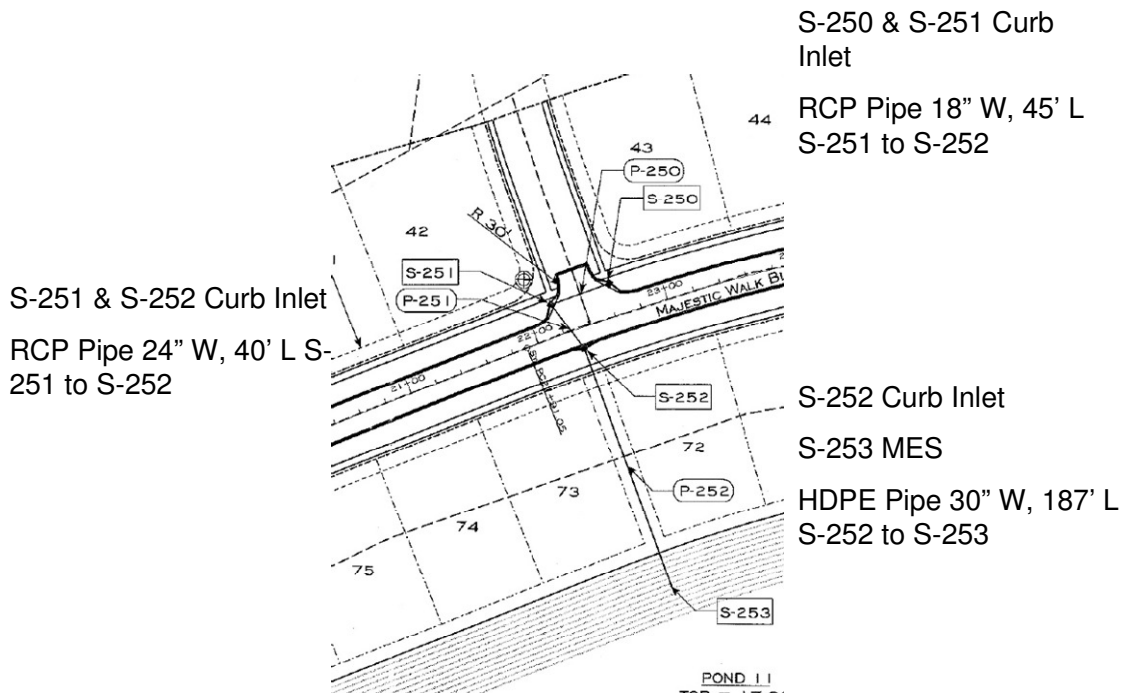 S-250 & S-251 Curb
Inlet
RCP Pipe 18” W, 45’ L
S-251 to S-252
S-251 & S-252 Curb Inlet
RCP Pipe 24” W, 40’ L S-
251 to S-252
S-252 Curb Inlet
S-253 MES
HDPE Pipe 30” W, 187’ L
S-252 to S-253
44
43
P-250
S-250
42
R 30'
S-251
P-251
23+00
MAJESTIC WALK
22+00
21+00
S-252
72
P-252
73
74
75
S-253
POND 11